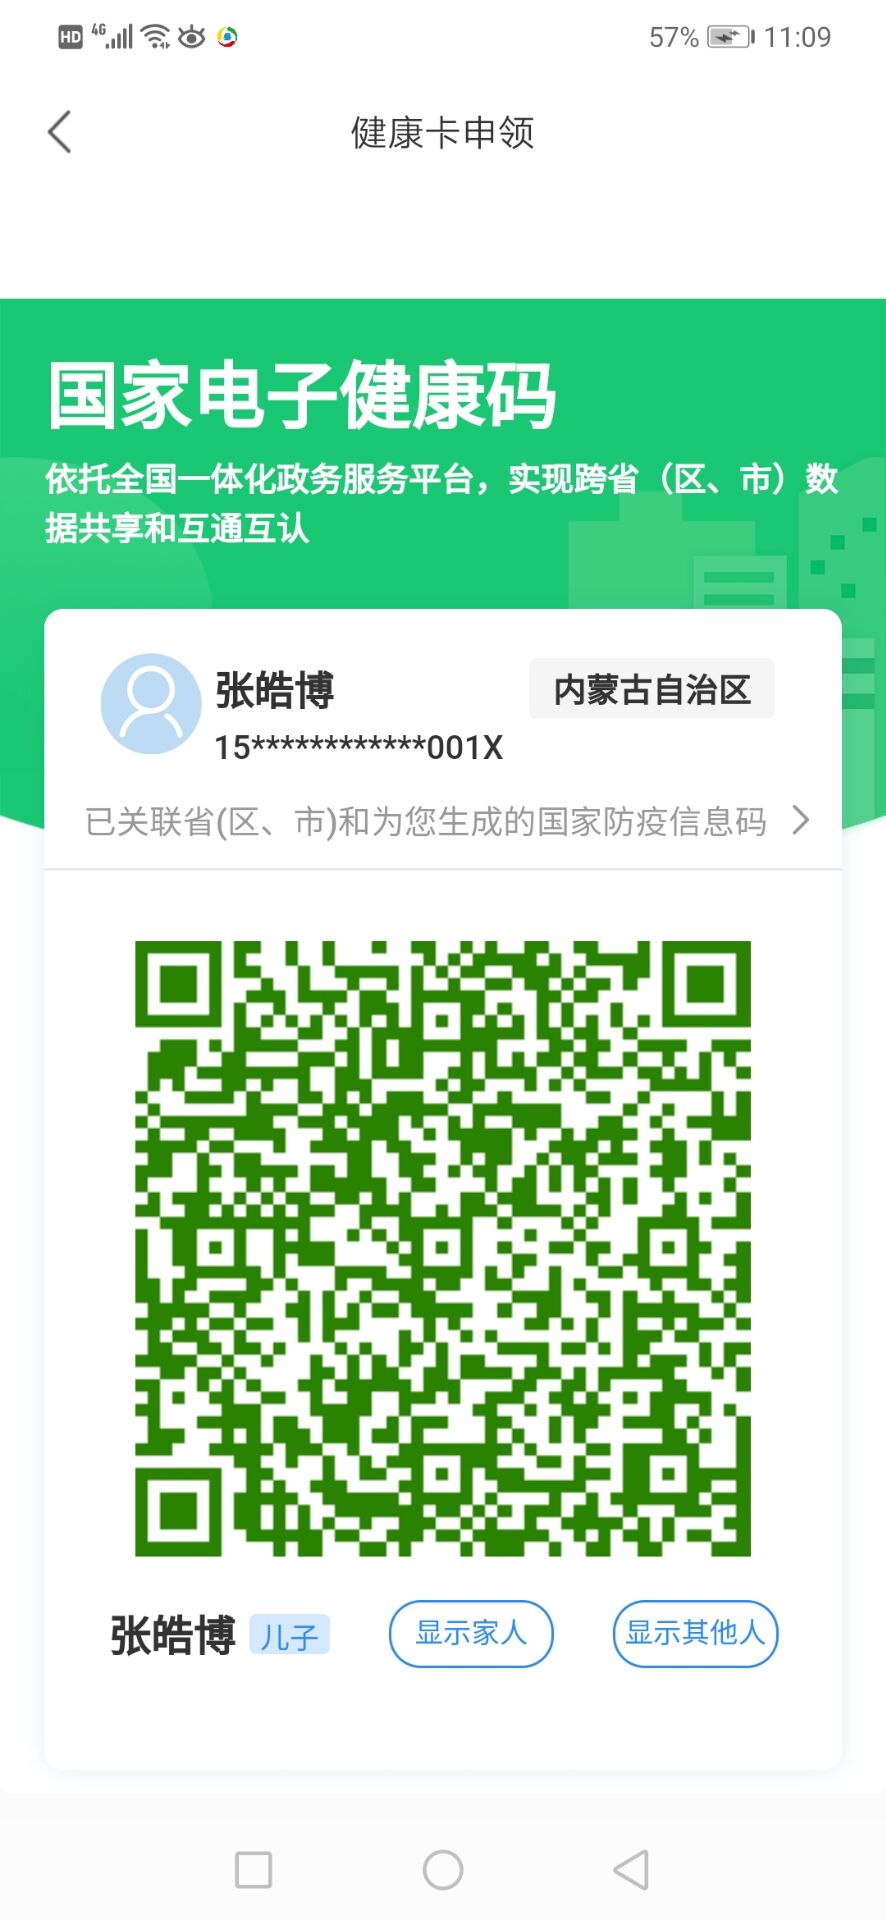 HD 4G 57% 11:09
健康卡申领
国家电子健康码
依托全国一体化政务服务平台，实现跨省（区、市）数
据共享和互通互认
张皓博 内蒙古自治区
15************001X
已关联省(区、市)和为您生成的国家防疫信息码
张皓博 儿子 显示家人 显示其他人